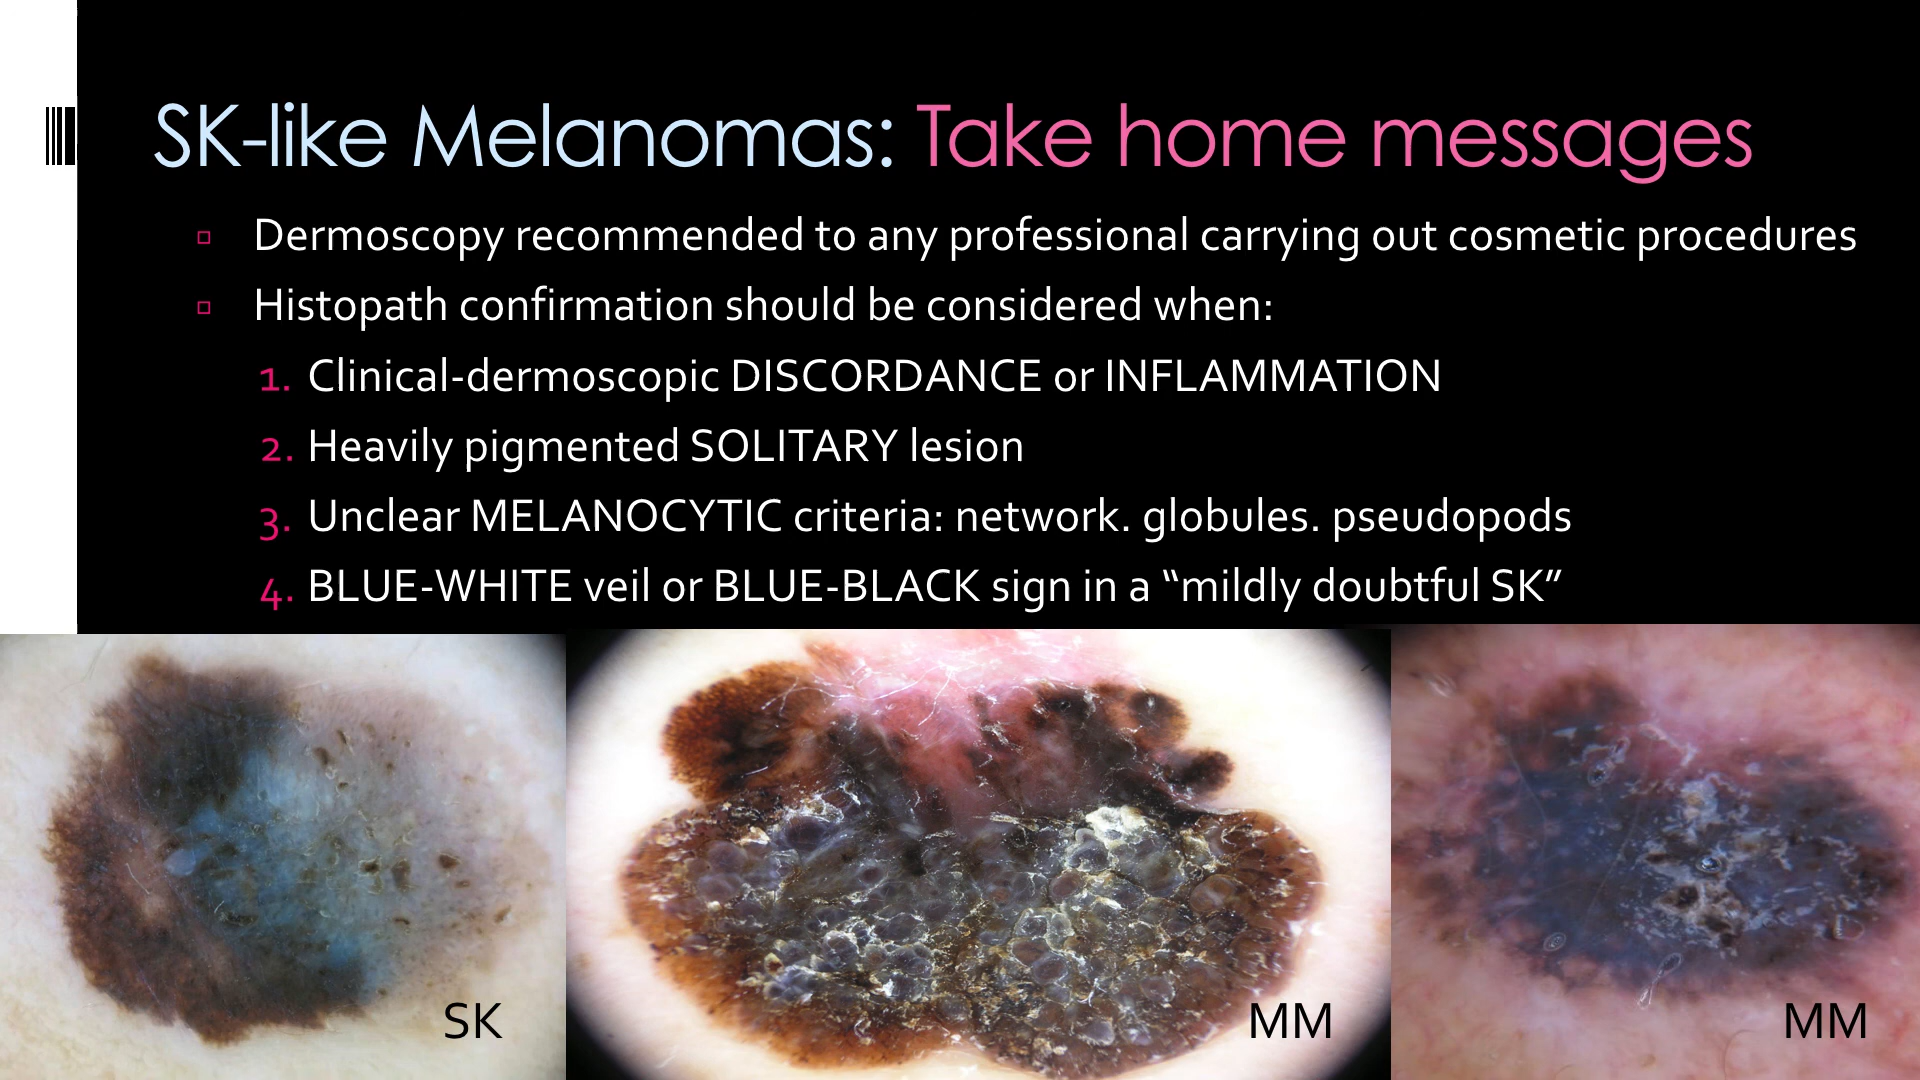 SK-like Melanomas: Take home messages
Dermoscopy recommended to any professional carrying out cosmetic procedures
Histopath confirmation should be considered when:
1. Clinical-dermoscopic DISCORDANCE or INFLAMMATION
2. Heavily pigmented SOLITARY lesion
3. Unclear MELANOCYTIC criteria: network. globules. pseudopods
4. BLUE-WHITE veil or BLUE-BLACK sign in a “mildly doubtful SK”
SK
MM
MM